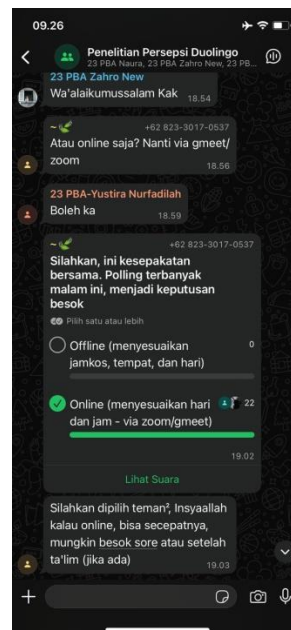 09.26
Penelitian Persepsi Duolingo
23 PBA Naura, 23 PBA Zahro New, 23 PB...
23 PBA Zahro New
Wa'alaikumussalam Kak 18.54
~ +62 823-3017-0537
Atau online saja? Nanti via gmeet/
zoom 18.56
23 PBA-Yustira Nurfadilah
Boleh ka 18.59
~ +62 823-3017-0537
Silahkan, ini kesepakatan
bersama. Polling terbanyak
malam ini, menjadi keputusan
besok
Pilih satu atau lebih
Offline (menyesuaikan 0
jamkos, tempat, dan hari)
Online (menyesuaikan hari 22
dan jam - via zoom/gmeet)
19.02
Lihat Suara
Silahkan dipilih teman², Insyaallah
kalau online, bisa secepatnya,
mungkin besok sore atau setelah
ta'lim (jika ada) 19.03